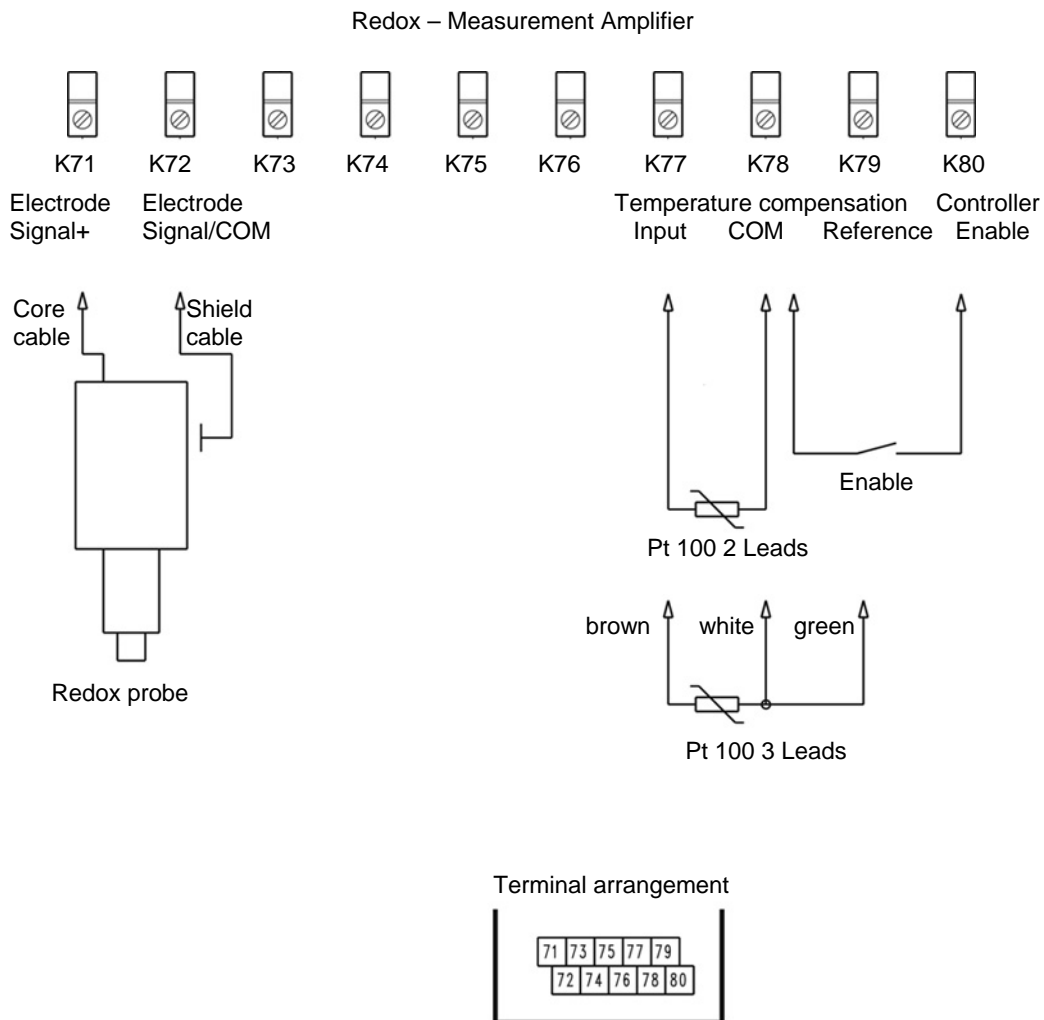 Redox – Measurement Amplifier
K71 K72 K73 K74 K75 K76 K77 K78 K79 K80
Electrode Electrode Temperature compensation Controller
Signal+ Signal/COM Input COM Reference Enable
Core Shield
cable cable
Enable
Pt 100 2 Leads
brown white green
Redox probe
Pt 100 3 Leads
Terminal arrangement
71 73 75 77 79
72 74 76 78 80